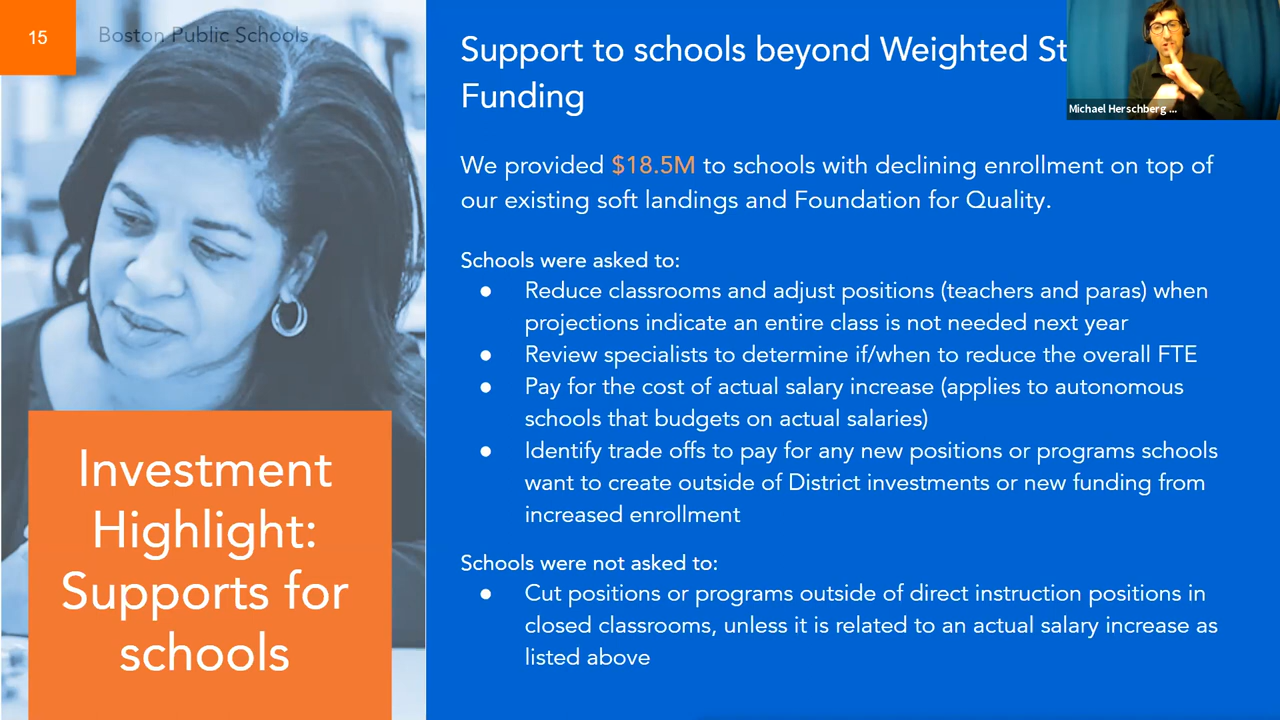 15
Boston Public Schools
Support to schools beyond Weighted St
Funding
Michael Herschberg ...
We provided $18.5M to schools with declining enrollment on top of
our existing soft landings and Foundation for Quality.
Schools were asked to:
● Reduce classrooms and adjust positions (teachers and paras) when
projections indicate an entire class is not needed next year
● Review specialists to determine if/when to reduce the overall FTE
● Pay for the cost of actual salary increase (applies to autonomous
schools that budgets on actual salaries)
● Identify trade offs to pay for any new positions or programs schools
want to create outside of District investments or new funding from
increased enrollment
Schools were not asked to:
● Cut positions or programs outside of direct instruction positions in
closed classrooms, unless it is related to an actual salary increase as
listed above
Investment
Highlight:
Supports for
schools